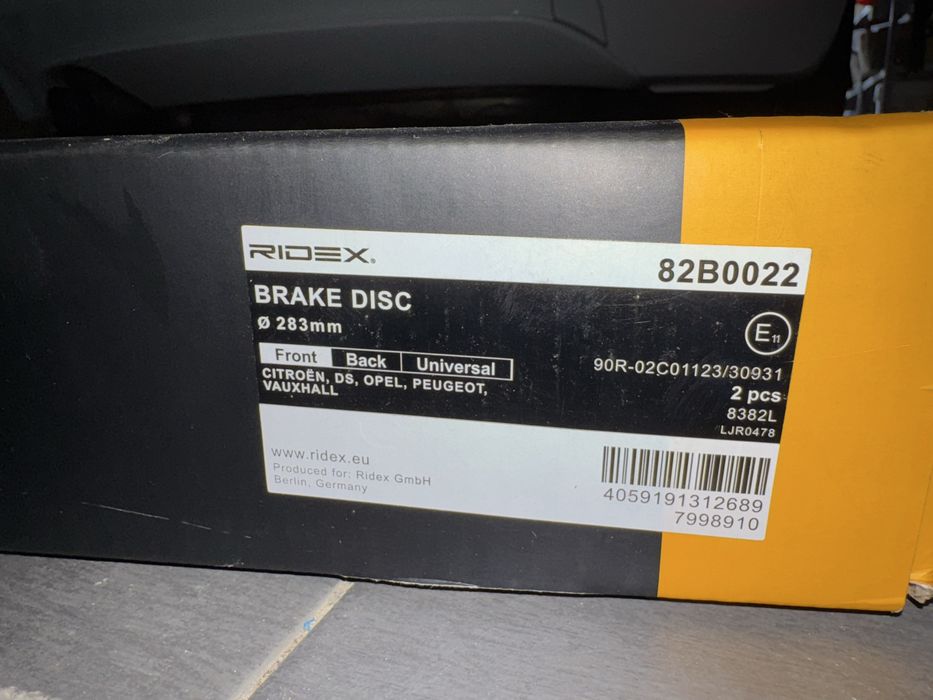 RIDEX®
82B0022
BRAKE DISC
Ø 283mm
E11
Front Back Universal
90R-02C01123/30931
CITROËN, DS, OPEL, PEUGEOT,
VAUXHALL
2 pcs
8382L
LJR0478
www.ridex.eu
Produced for: Ridex GmbH
Berlin, Germany
4059191312689
7998910